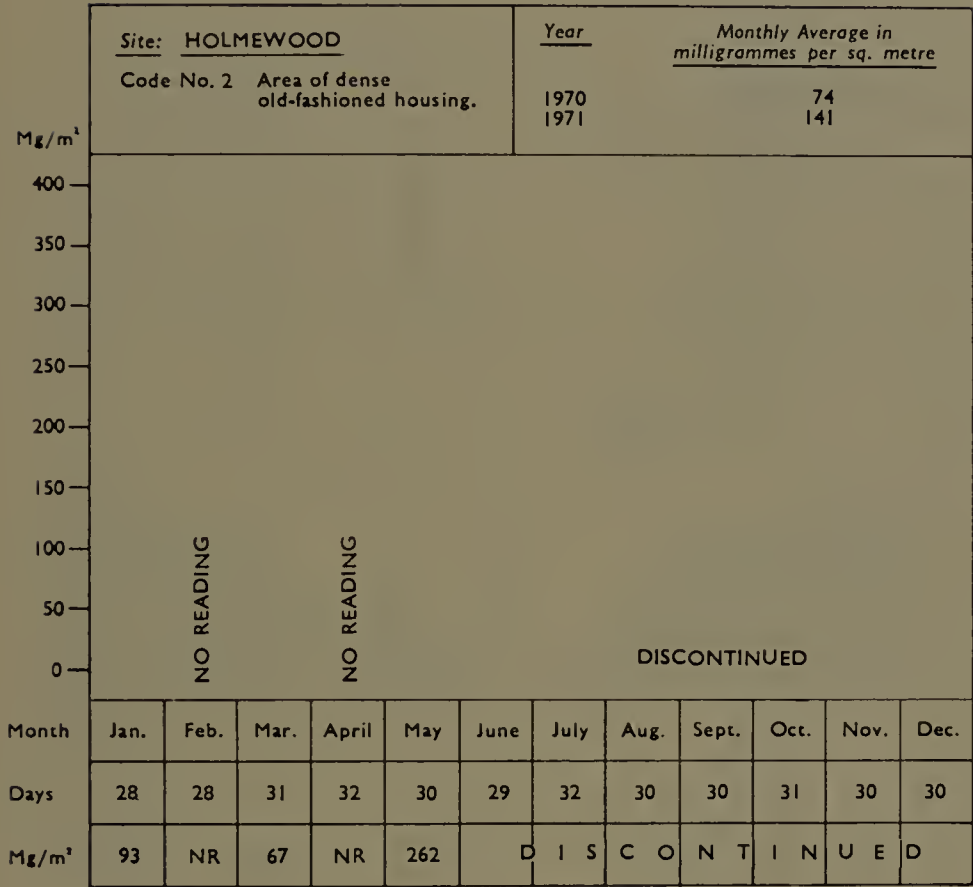 Site: HOLMEWOOD
Code No. 2 Area of dense
old-fashioned housing.
Year Monthly Average in
milligrammes per sq. metre
1970 74
1971 141
Mg/m²
400
350
300
250
200
150
100
50
0
NO READING
NO READING
DISCONTINUED
Month Jan. Feb. Mar. April May June July Aug. Sept. Oct. Nov. Dec.
Days 28 28 31 32 30 29 32 30 30 31 30 30
Mg/m² 93 NR 67 NR 262 DISCONTINUED